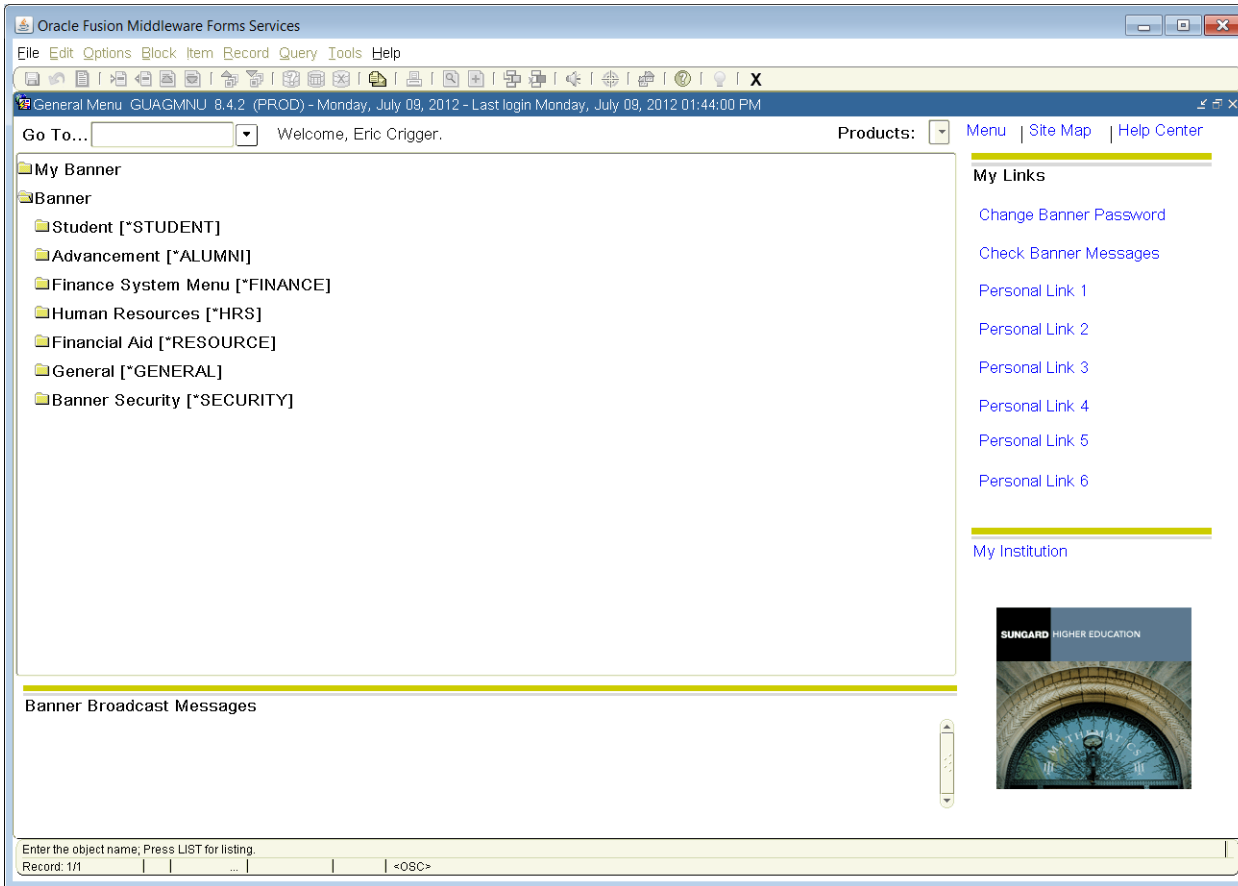 Oracle Fusion Middleware Forms Services
File Edit Options Block Item Record Query Tools Help
X
General Menu GUAGMNU 8.4.2 (PROD) - Monday, July 09, 2012 - Last login Monday, July 09, 2012 01:44:00 PM
Go To... Welcome, Eric Crigger. Products: Menu | Site Map | Help Center
My Banner
Banner
Student [*STUDENT]
Advancement [*ALUMNI]
Finance System Menu [*FINANCE]
Human Resources [*HRS]
Financial Aid [*RESOURCE]
General [*GENERAL]
Banner Security [*SECURITY]
My Links
Change Banner Password
Check Banner Messages
Personal Link 1
Personal Link 2
Personal Link 3
Personal Link 4
Personal Link 5
Personal Link 6
My Institution
SUNGARD HIGHER EDUCATION
MATHEMATICS
Banner Broadcast Messages
Enter the object name; Press LIST for listing.
Record: 1/1 | | ... | | | <OSC>